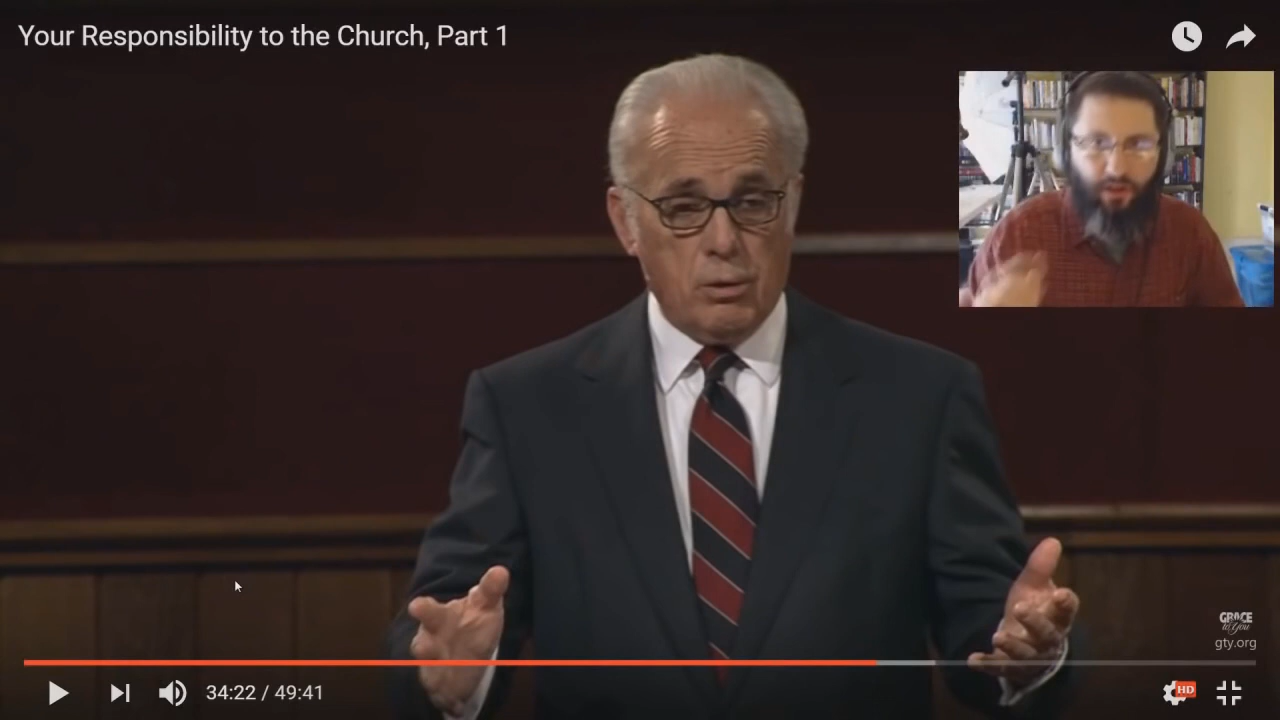 Your Responsibility to the Church, Part 1
GRACE
to You
gty.org
34:22 / 49:41
HD